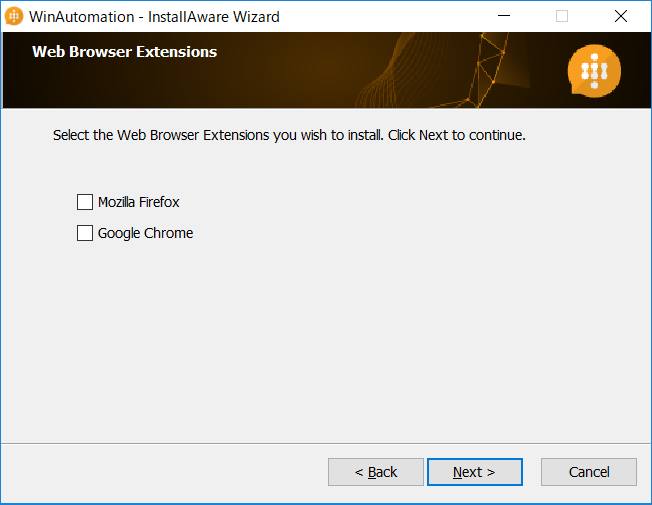 WinAutomation - InstallAware Wizard
Web Browser Extensions
Select the Web Browser Extensions you wish to install. Click Next to continue.
Mozilla Firefox
Google Chrome
< Back
Next >
Cancel